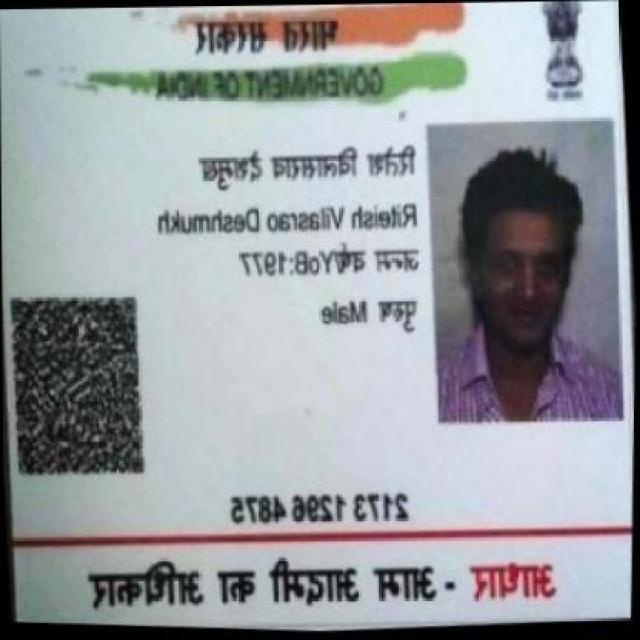 भारत सरकार
GOVERNMENT OF INDIA
रितेश विलासराव देशमुख
Riteish Vilasrao Deshmukh
जन्म वर्ष/YoB:1977
पुरुष Male
2173 1296 4875
आधार - आम आदमी का अधिकार